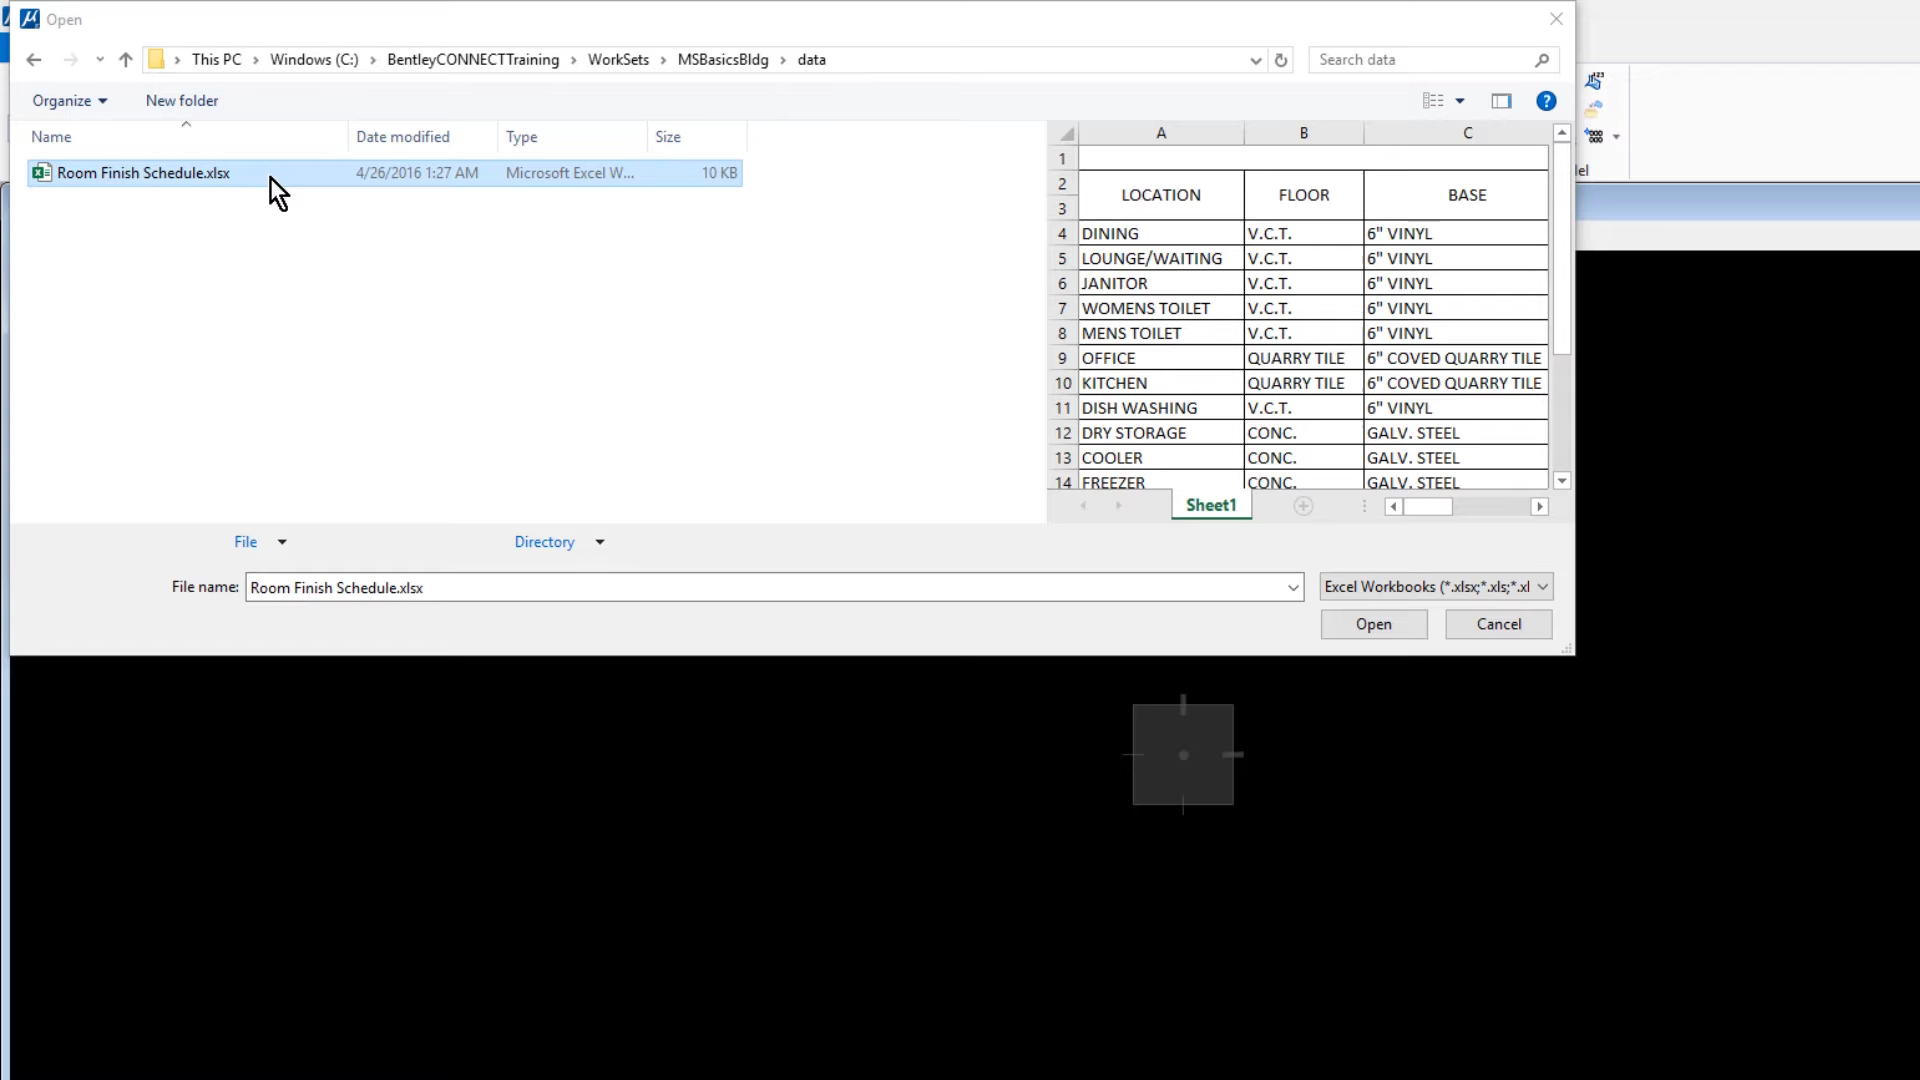 Open
This PC > Windows (C:) > BentleyCONNECTTraining > WorkSets > MSBasicsBldg > data
Search data
Organize
New folder
Name
Date modified
Type
Size
Room Finish Schedule.xlsx
4/26/2016 1:27 AM
Microsoft Excel W...
10 KB
A B C
1
2
3
LOCATION FLOOR BASE
4 DINING V.C.T. 6" VINYL
5 LOUNGE/WAITING V.C.T. 6" VINYL
6 JANITOR V.C.T. 6" VINYL
7 WOMENS TOILET V.C.T. 6" VINYL
8 MENS TOILET V.C.T. 6" VINYL
9 OFFICE QUARRY TILE 6" COVED QUARRY TILE
10 KITCHEN QUARRY TILE 6" COVED QUARRY TILE
11 DISH WASHING V.C.T. 6" VINYL
12 DRY STORAGE CONC. GALV. STEEL
13 COOLER CONC. GALV. STEEL
14 FREEZER CONC. GALV. STEEL
Sheet1
File
Directory
File name: Room Finish Schedule.xlsx
Excel Workbooks (*.xlsx;*.xls;*.xl
Open
Cancel